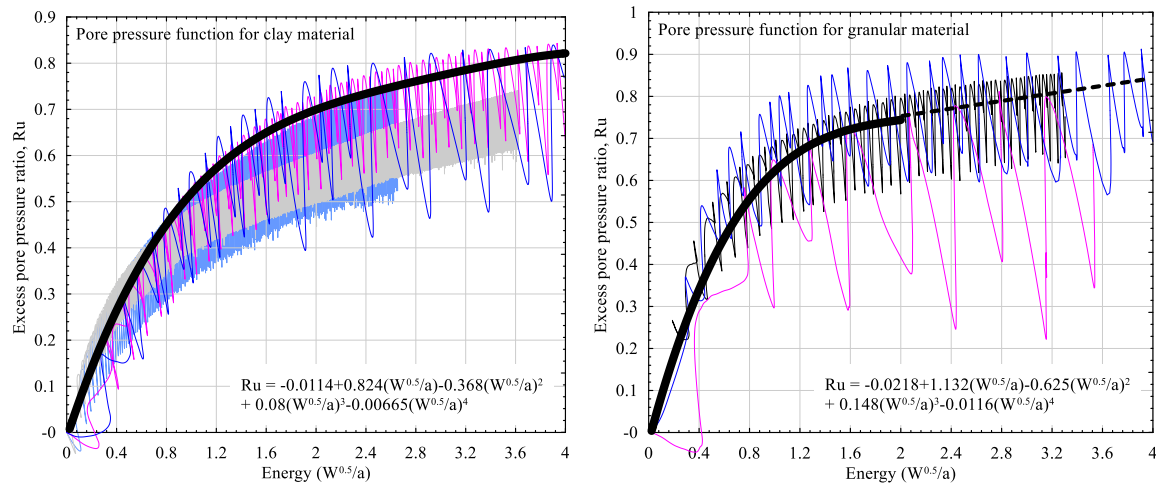 Pore pressure function for clay material
Excess pore pressure ratio, Ru
0.9
0.8
0.7
0.6
0.5
0.4
0.3
0.2
0.1
-0
Ru = -0.0114+0.824(W^0.5/a)-0.368(W^0.5/a)^2
+ 0.08(W^0.5/a)^3-0.00665(W^0.5/a)^4
0 0.4 0.8 1.2 1.6 2 2.4 2.8 3.2 3.6 4
Energy (W^0.5/a)
Pore pressure function for granular material
Excess pore pressure ratio, Ru
1
0.9
0.8
0.7
0.6
0.5
0.4
0.3
0.2
0.1
-0
Ru = -0.0218+1.132(W^0.5/a)-0.625(W^0.5/a)^2
+ 0.148(W^0.5/a)^3-0.0116(W^0.5/a)^4
0 0.4 0.8 1.2 1.6 2 2.4 2.8 3.2 3.6 4
Energy (W^0.5/a)